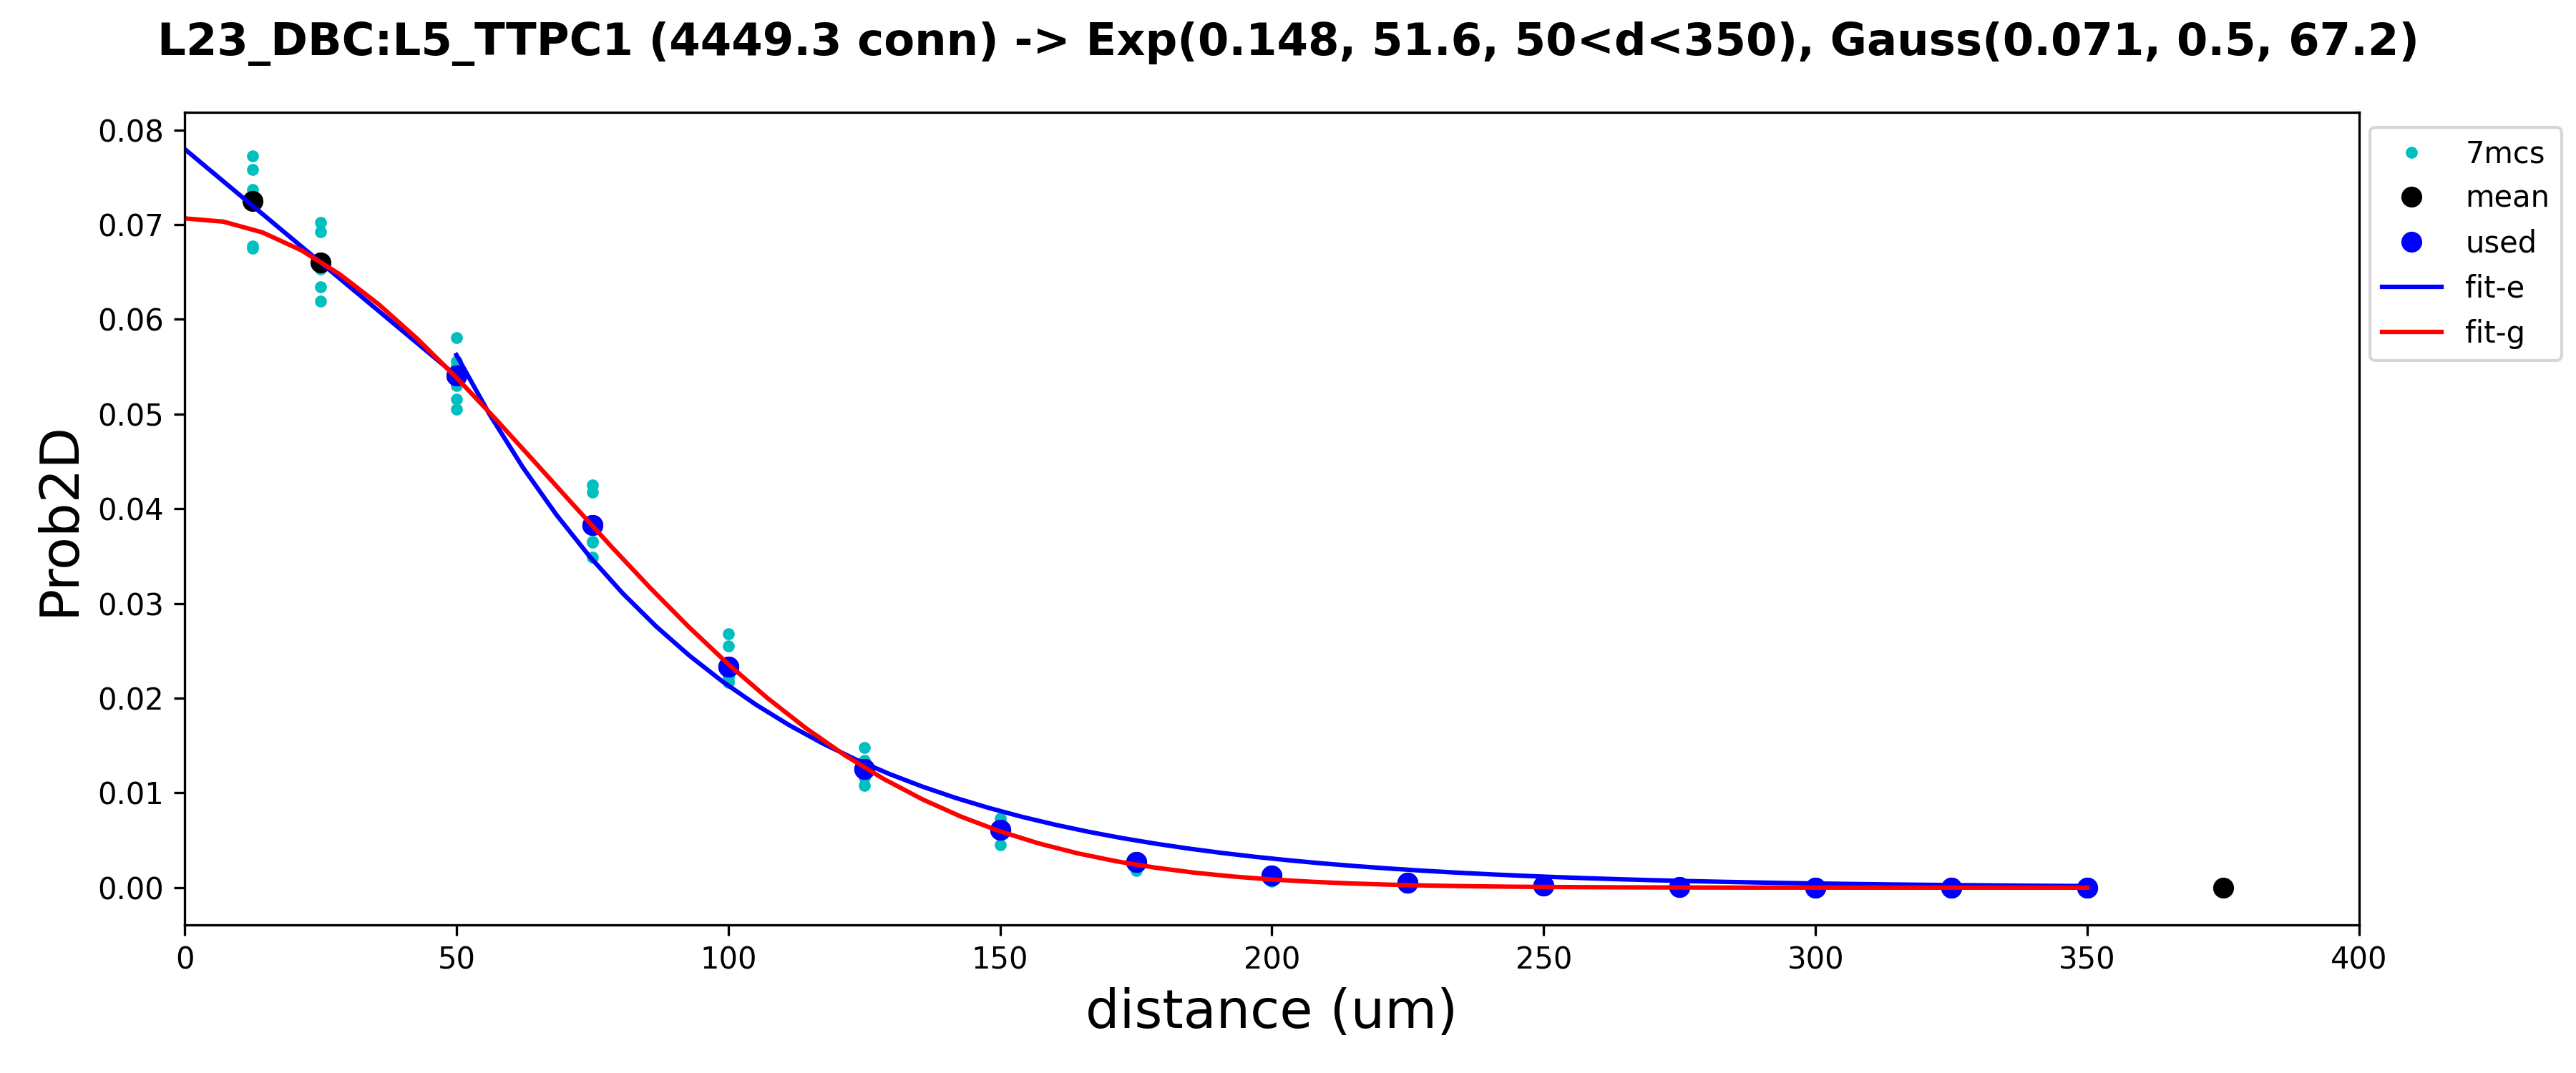 L23_DBC:L5_TTPC1 (4449.3 conn) -> Exp(0.148, 51.6, 50<d<350), Gauss(0.071, 0.5, 67.2)
0.08
0.07
0.06
0.05
0.04
0.03
0.02
0.01
0.00
Prob2D
0 50 100 150 200 250 300 350 400
distance (um)
7mcs
mean
used
fit-e
fit-g